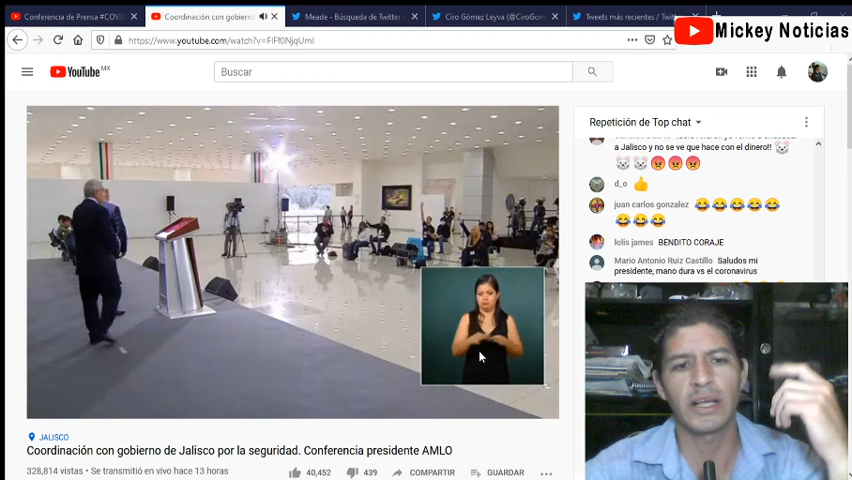 Conferencia de Prensa #COVI
Coordinación con gobierno
Meade - Búsqueda de Twitter /
Ciro Gómez Leyva (@CiroGom
Tweets más recientes / Twitt
Mickey Noticias
https://www.youtube.com/watch?v=FlFf0NjqUmI
YouTube MX
Buscar
Repetición de Top chat
a Jalisco y no se ve que hace con el dinero!!
d_o
juan carlos gonzalez
lolis james BENDITO CORAJE
Mario Antonio Ruiz Castillo Saludos mi
presidente, mano dura vs el coronavirus
JALISCO
Coordinación con gobierno de Jalisco por la seguridad. Conferencia presidente AMLO
328,814 vistas • Se transmitió en vivo hace 13 horas
40,452
439
COMPARTIR
GUARDAR